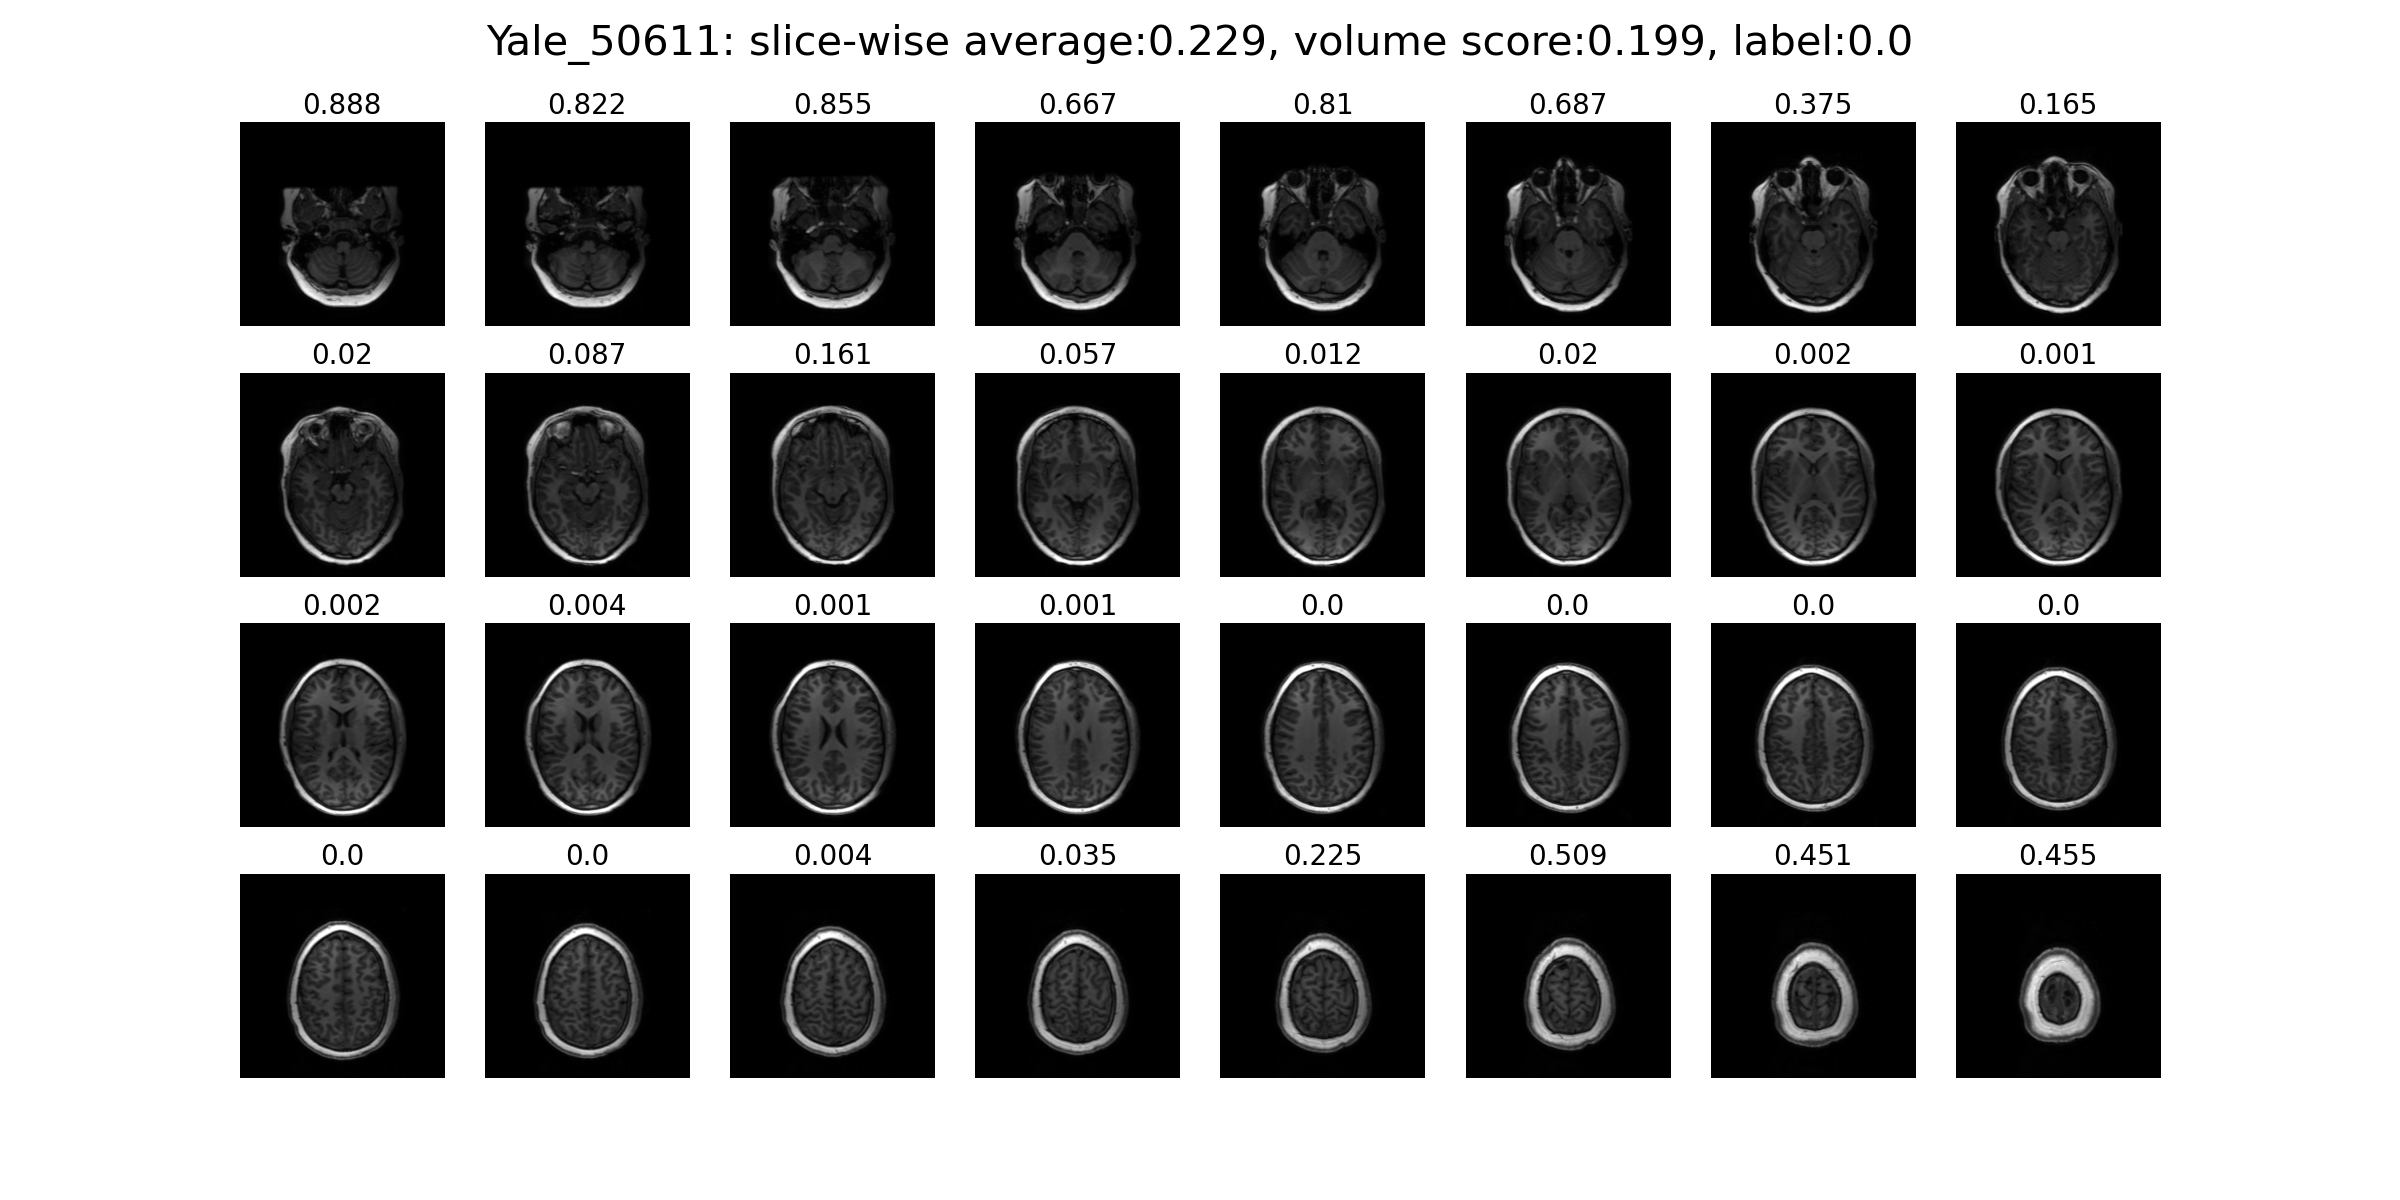 Yale_50611: slice-wise average:0.229, volume score:0.199, label:0.0
0.888 0.822 0.855 0.667 0.81 0.687 0.375 0.165
0.02 0.087 0.161 0.057 0.012 0.02 0.002 0.001
0.002 0.004 0.001 0.001 0.0 0.0 0.0 0.0
0.0 0.0 0.004 0.035 0.225 0.509 0.451 0.455